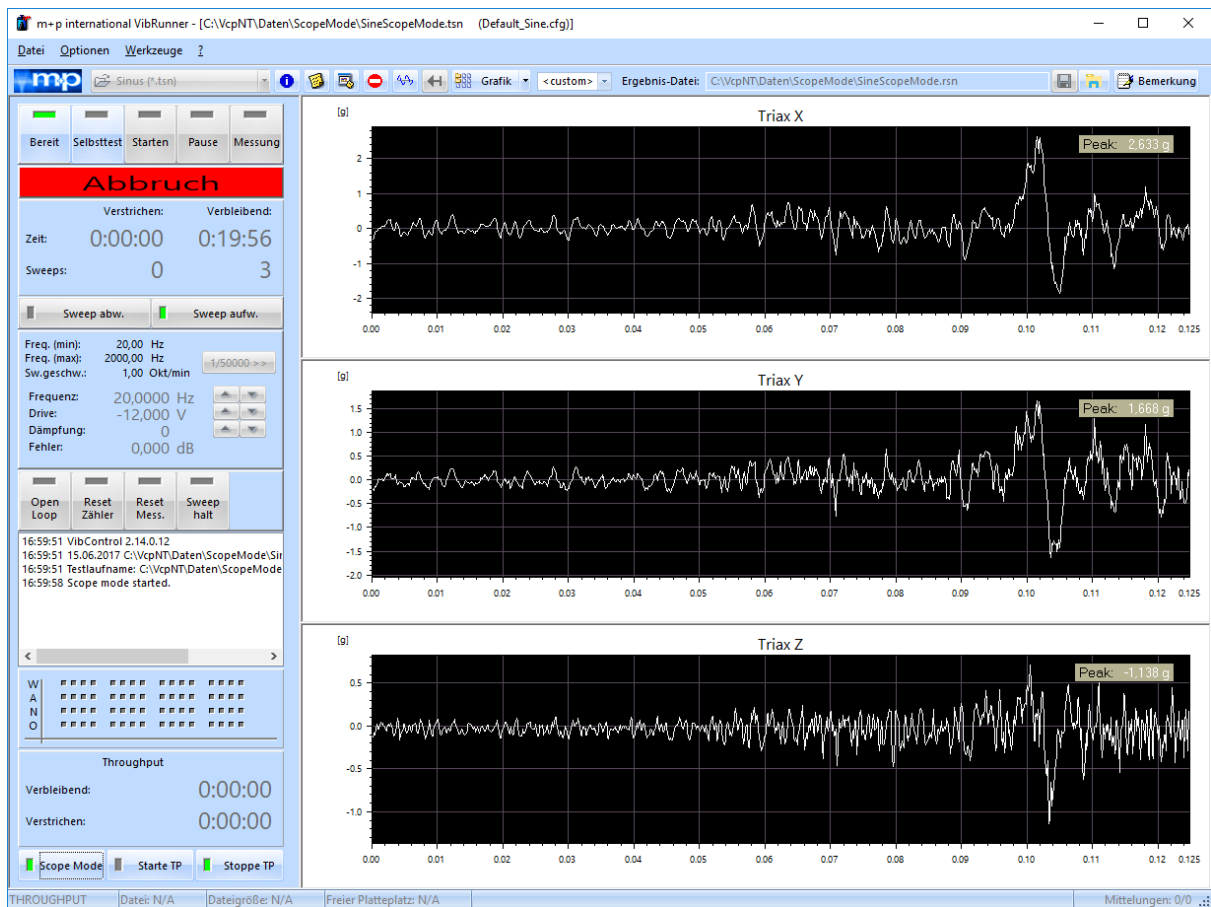 m+p international VibRunner - [C:\VcpNT\Daten\ScopeMode\SineScopeMode.tsn (Default_Sine.cfg)]
Datei Optionen Werkzeuge ?
m+p Sinus (*.tsn) Grafik <custom> Ergebnis-Datei: C:\VcpNT\Daten\ScopeMode\SineScopeMode.rsn Bemerkung
Bereit Selbsttest Starten Pause Messung
Abbruch
Verstrichen: Verbleibend:
Zeit: 0:00:00 0:19:56
Sweeps: 0 3
Sweep abw. Sweep aufw.
Freq. (min): 20,00 Hz
Freq. (max): 2000,00 Hz
Sw.geschw.: 1,00 Okt/min
1/50000 >>
Frequenz: 20,0000 Hz
Drive: -12,000 V
Dämpfung: 0
Fehler: 0,000 dB
Open Loop Reset Zähler Reset Mess. Sweep halt
16:59:51 VibControl 2.14.0.12
16:59:51 15.06.2017 C:\VcpNT\Daten\ScopeMode\Sin
16:59:51 Testlaufname: C:\VcpNT\Daten\ScopeMode
16:59:58 Scope mode started.
W
A
N
O
Throughput
Verbleibend: 0:00:00
Verstrichen: 0:00:00
Scope Mode Starte TP Stoppe TP
[g] Triax X
Peak: 2,633 g
2
1
0
-1
-2
0.00 0.01 0.02 0.03 0.04 0.05 0.06 0.07 0.08 0.09 0.10 0.11 0.12 0.125
[g] Triax Y
Peak: 1,668 g
1.5
1.0
0.5
0.0
-0.5
-1.0
-1.5
-2.0
0.00 0.01 0.02 0.03 0.04 0.05 0.06 0.07 0.08 0.09 0.10 0.11 0.12 0.125
[g] Triax Z
Peak: -1,138 g
0.5
0.0
-0.5
-1.0
0.00 0.01 0.02 0.03 0.04 0.05 0.06 0.07 0.08 0.09 0.10 0.11 0.12 0.125
THROUGHPUT Datei: N/A Dateigröße: N/A Freier Platteplatz: N/A Mittelungen: 0/0